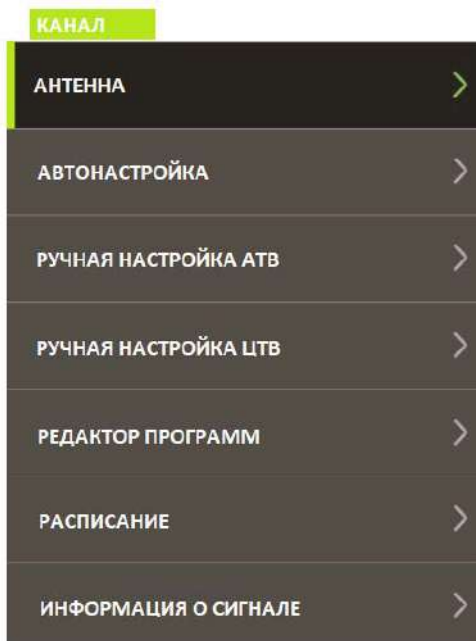 КАНАЛ
АНТЕННА
АВТОНАСТРОЙКА
РУЧНАЯ НАСТРОЙКА АТВ
РУЧНАЯ НАСТРОЙКА ЦТВ
РЕДАКТОР ПРОГРАММ
РАСПИСАНИЕ
ИНФОРМАЦИЯ О СИГНАЛЕ